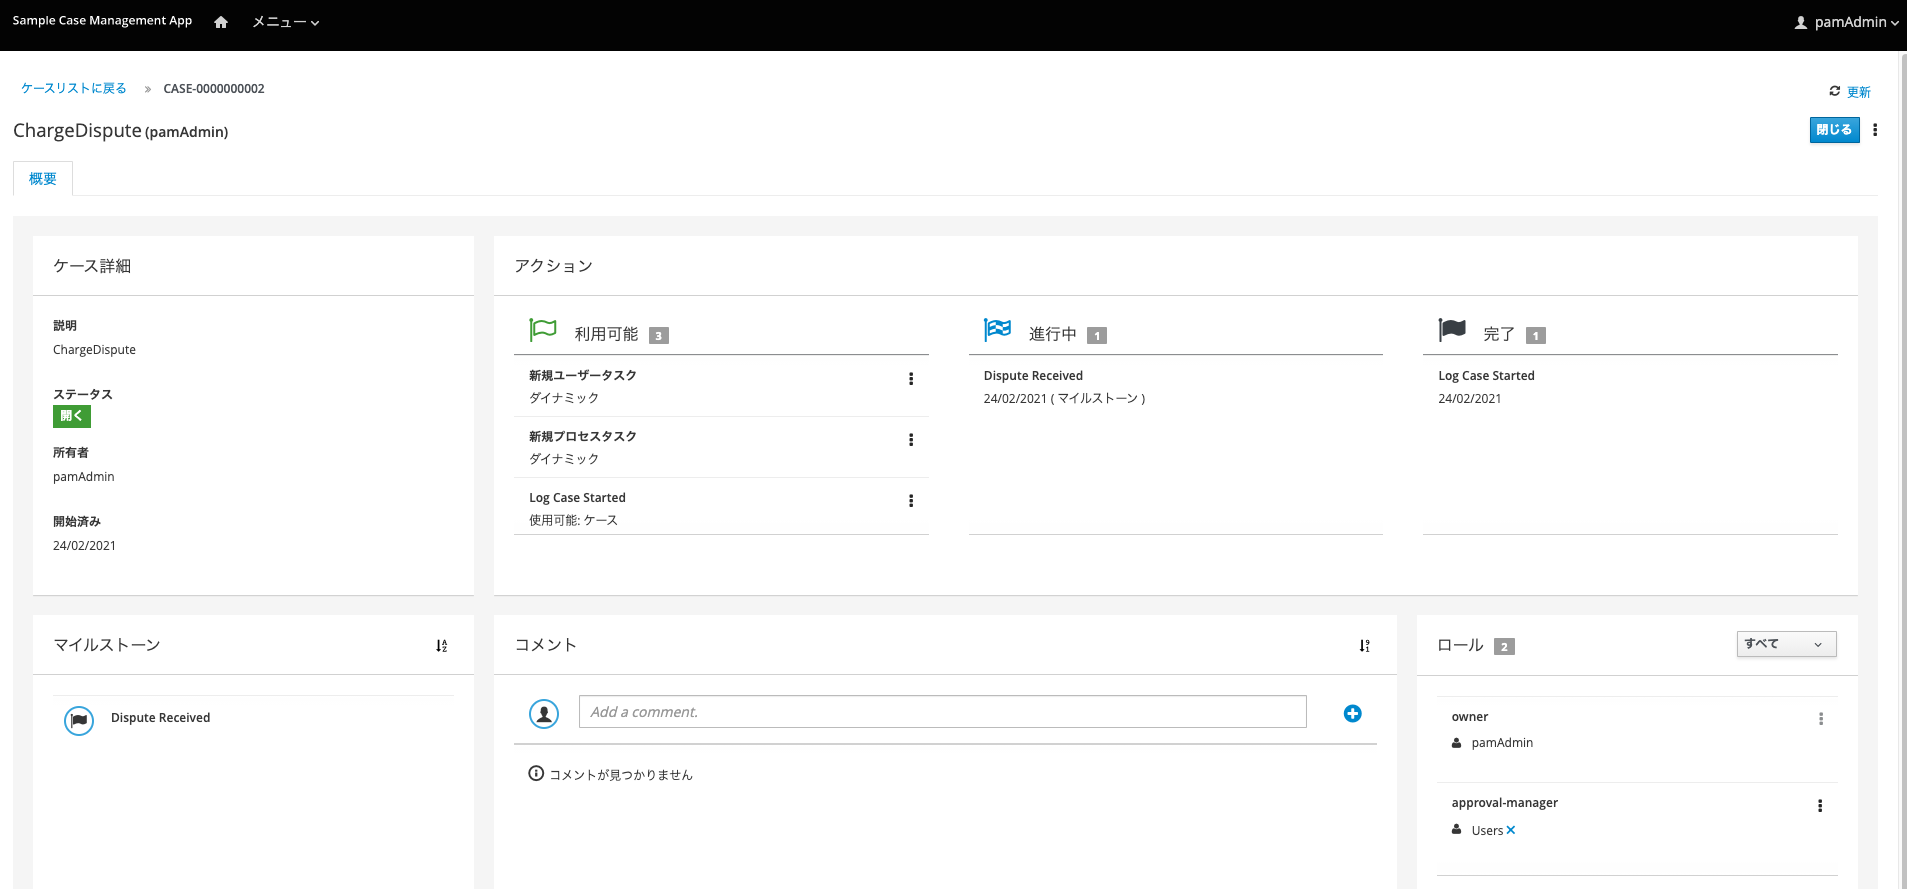 Sample Case Management App
メニュー
pamAdmin
ケースリストに戻る » CASE-0000000002
更新
ChargeDispute (pamAdmin)
閉じる
概要
ケース詳細
説明
ChargeDispute
ステータス
開く
所有者
pamAdmin
開始済み
24/02/2021
アクション
利用可能 3
新規ユーザータスク
ダイナミック
新規プロセスタスク
ダイナミック
Log Case Started
使用可能: ケース
進行中 1
Dispute Received
24/02/2021 ( マイルストーン )
完了 1
Log Case Started
24/02/2021
マイルストーン
Dispute Received
コメント
Add a comment.
コメントが見つかりません
ロール 2
すべて
owner
pamAdmin
approval-manager
Users